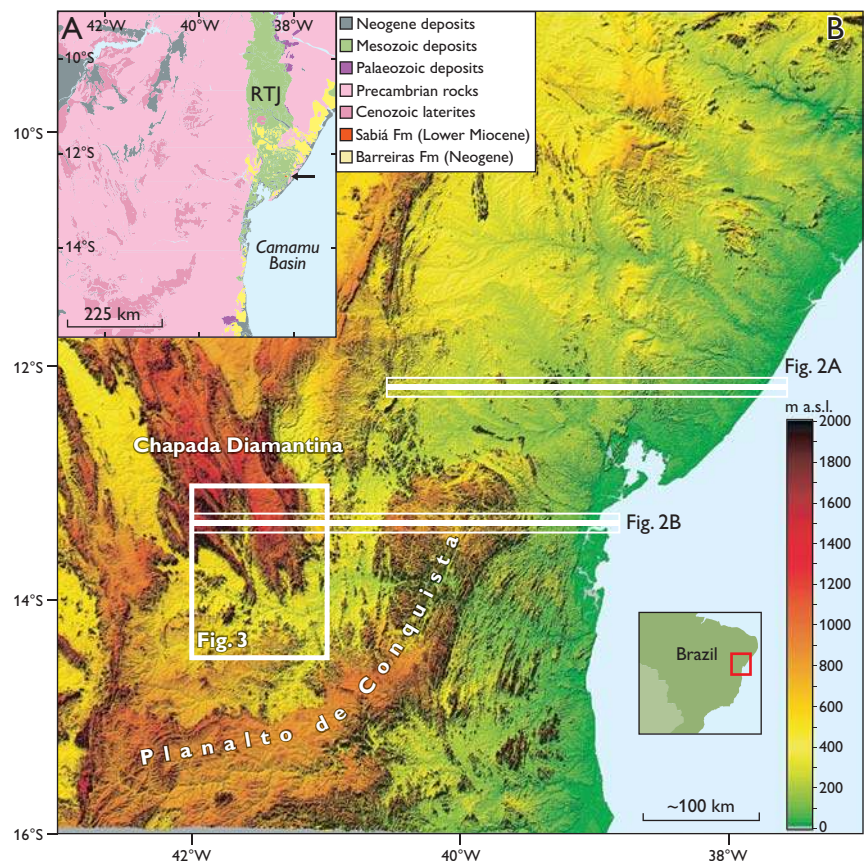 A
42°W
40°W
38°W
10°S
12°S
14°S
RTJ
Camamu
Basin
225 km
Neogene deposits
Mesozoic deposits
Palaeozoic deposits
Precambrian rocks
Cenozoic laterites
Sabiá Fm (Lower Miocene)
Barreiras Fm (Neogene)
B
10°S
12°S
14°S
16°S
Fig. 2A
m a.s.l.
2000
1800
1600
1400
1200
1000
800
600
400
200
0
Chapada Diamantina
Fig. 2B
Fig. 3
Planalto de Conquista
Brazil
~100 km
42°W
40°W
38°W